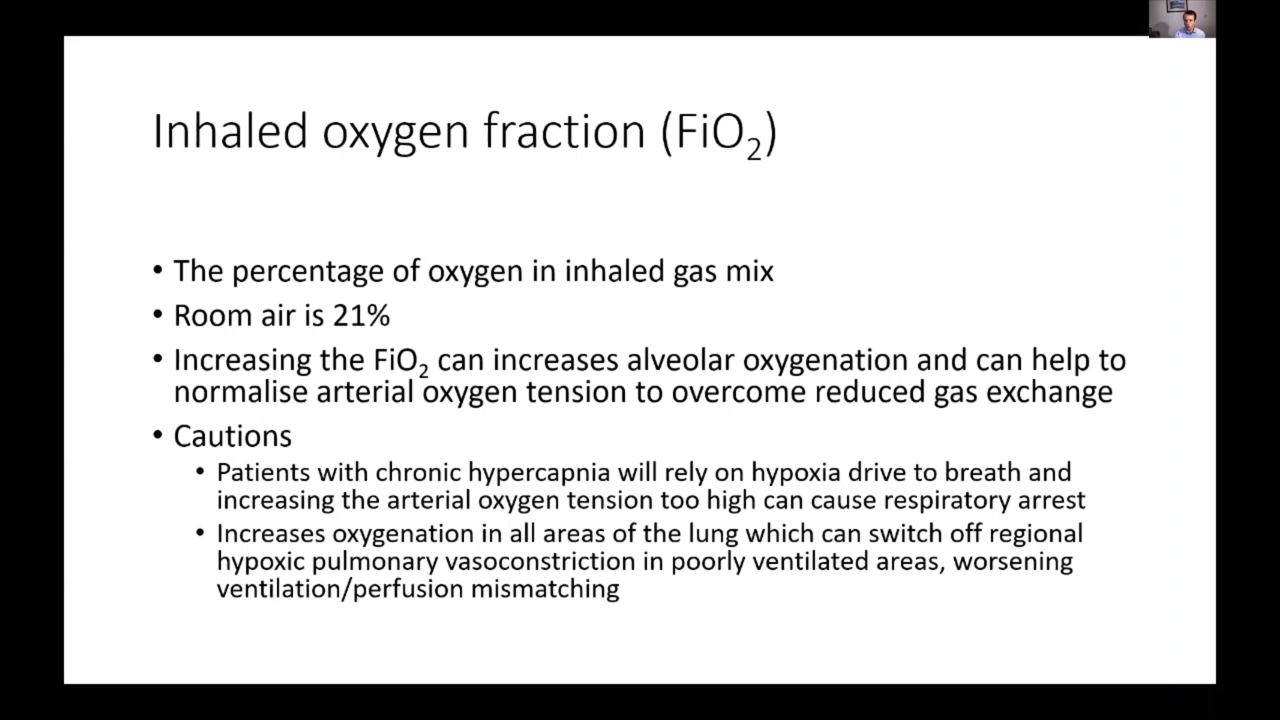 Inhaled oxygen fraction (FiO₂)
• The percentage of oxygen in inhaled gas mix
• Room air is 21%
• Increasing the FiO₂ can increases alveolar oxygenation and can help to
normalise arterial oxygen tension to overcome reduced gas exchange
• Cautions
• Patients with chronic hypercapnia will rely on hypoxia drive to breath and
increasing the arterial oxygen tension too high can cause respiratory arrest
• Increases oxygenation in all areas of the lung which can switch off regional
hypoxic pulmonary vasoconstriction in poorly ventilated areas, worsening
ventilation/perfusion mismatching